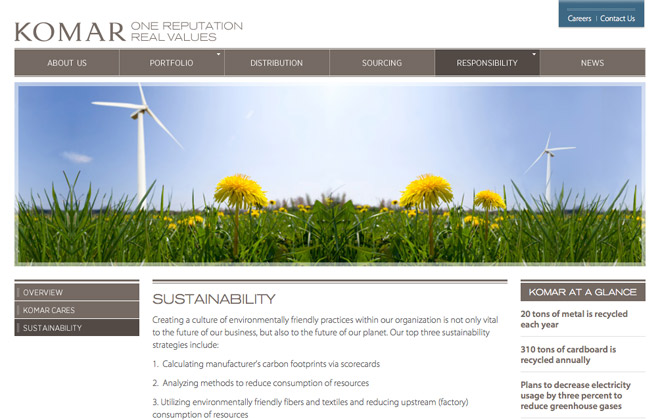 Careers | Contact Us
KOMAR ONE REPUTATION
REAL VALUES
ABOUT US PORTFOLIO DISTRIBUTION SOURCING RESPONSIBILITY NEWS
OVERVIEW
KOMAR CARES
SUSTAINABILITY
SUSTAINABILITY
Creating a culture of environmentally friendly practices within our organization is not only vital
to the future of our business, but also to the future of our planet. Our top three sustainability
strategies include:
1. Calculating manufacturer's carbon footprints via scorecards
2. Analyzing methods to reduce consumption of resources
3. Utilizing environmentally friendly fibers and textiles and reducing upstream (factory)
consumption of resources
KOMAR AT A GLANCE
20 tons of metal is recycled
each year
310 tons of cardboard is
recycled annually
Plans to decrease electricity
usage by three percent to
reduce greenhouse gases